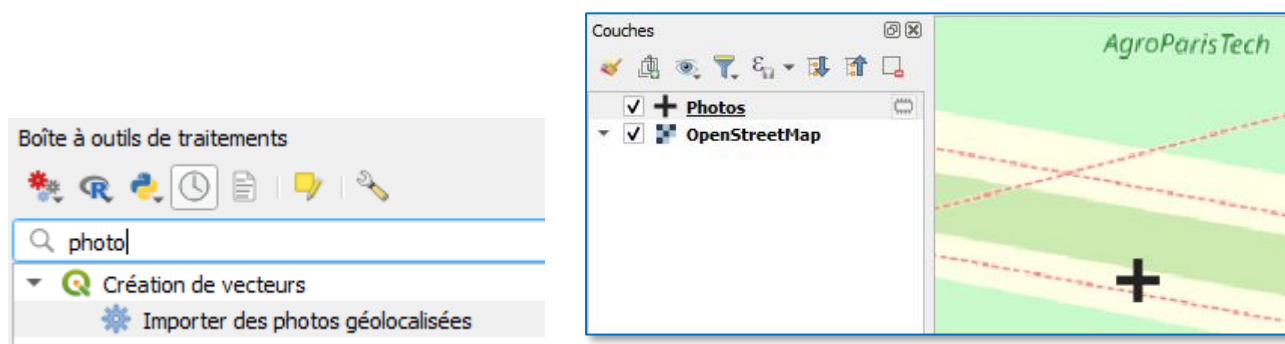 Boîte à outils de traitements
photo
Création de vecteurs
Importer des photos géolocalisées
Couches
Photos
OpenStreetMap
AgroParisTech